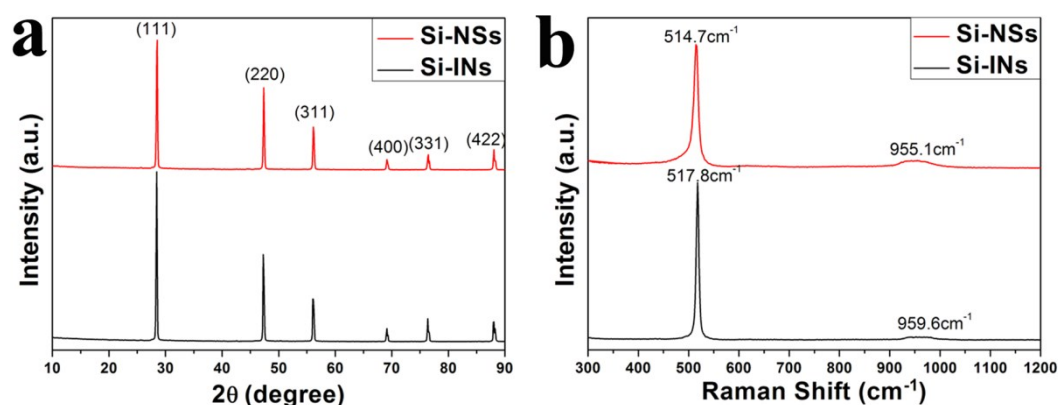 a
(111)
Si-NSs
Si-INs
(220)
(311)
(400)
(331)
(422)
Intensity (a.u.)
10 20 30 40 50 60 70 80 90
2θ (degree)
b
514.7cm⁻¹
Si-NSs
Si-INs
955.1cm⁻¹
517.8cm⁻¹
959.6cm⁻¹
Intensity (a.u.)
300 400 500 600 700 800 900 1000 1100 1200
Raman Shift (cm⁻¹)